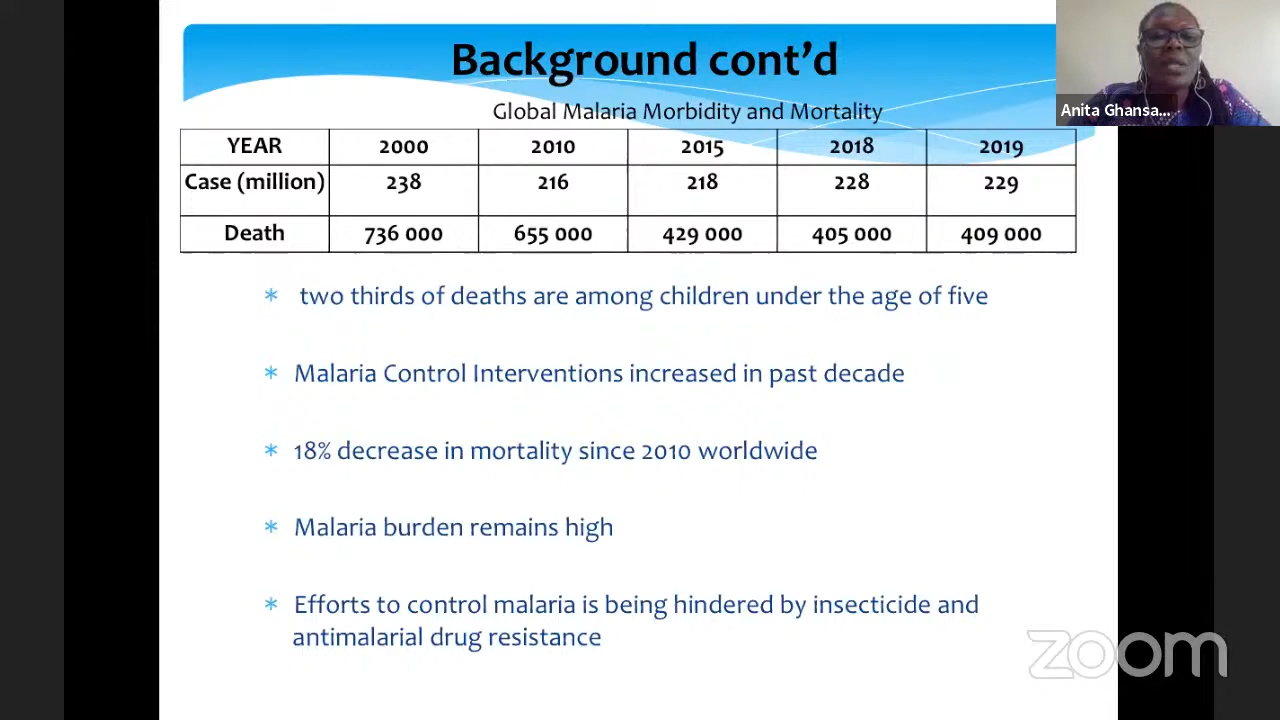 Background cont’d
Anita Ghansa...
Global Malaria Morbidity and Mortality
YEAR 2000 2010 2015 2018 2019
Case (million) 238 216 218 228 229
Death 736 000 655 000 429 000 405 000 409 000
* two thirds of deaths are among children under the age of five
* Malaria Control Interventions increased in past decade
* 18% decrease in mortality since 2010 worldwide
* Malaria burden remains high
* Efforts to control malaria is being hindered by insecticide and
antimalarial drug resistance
zoom